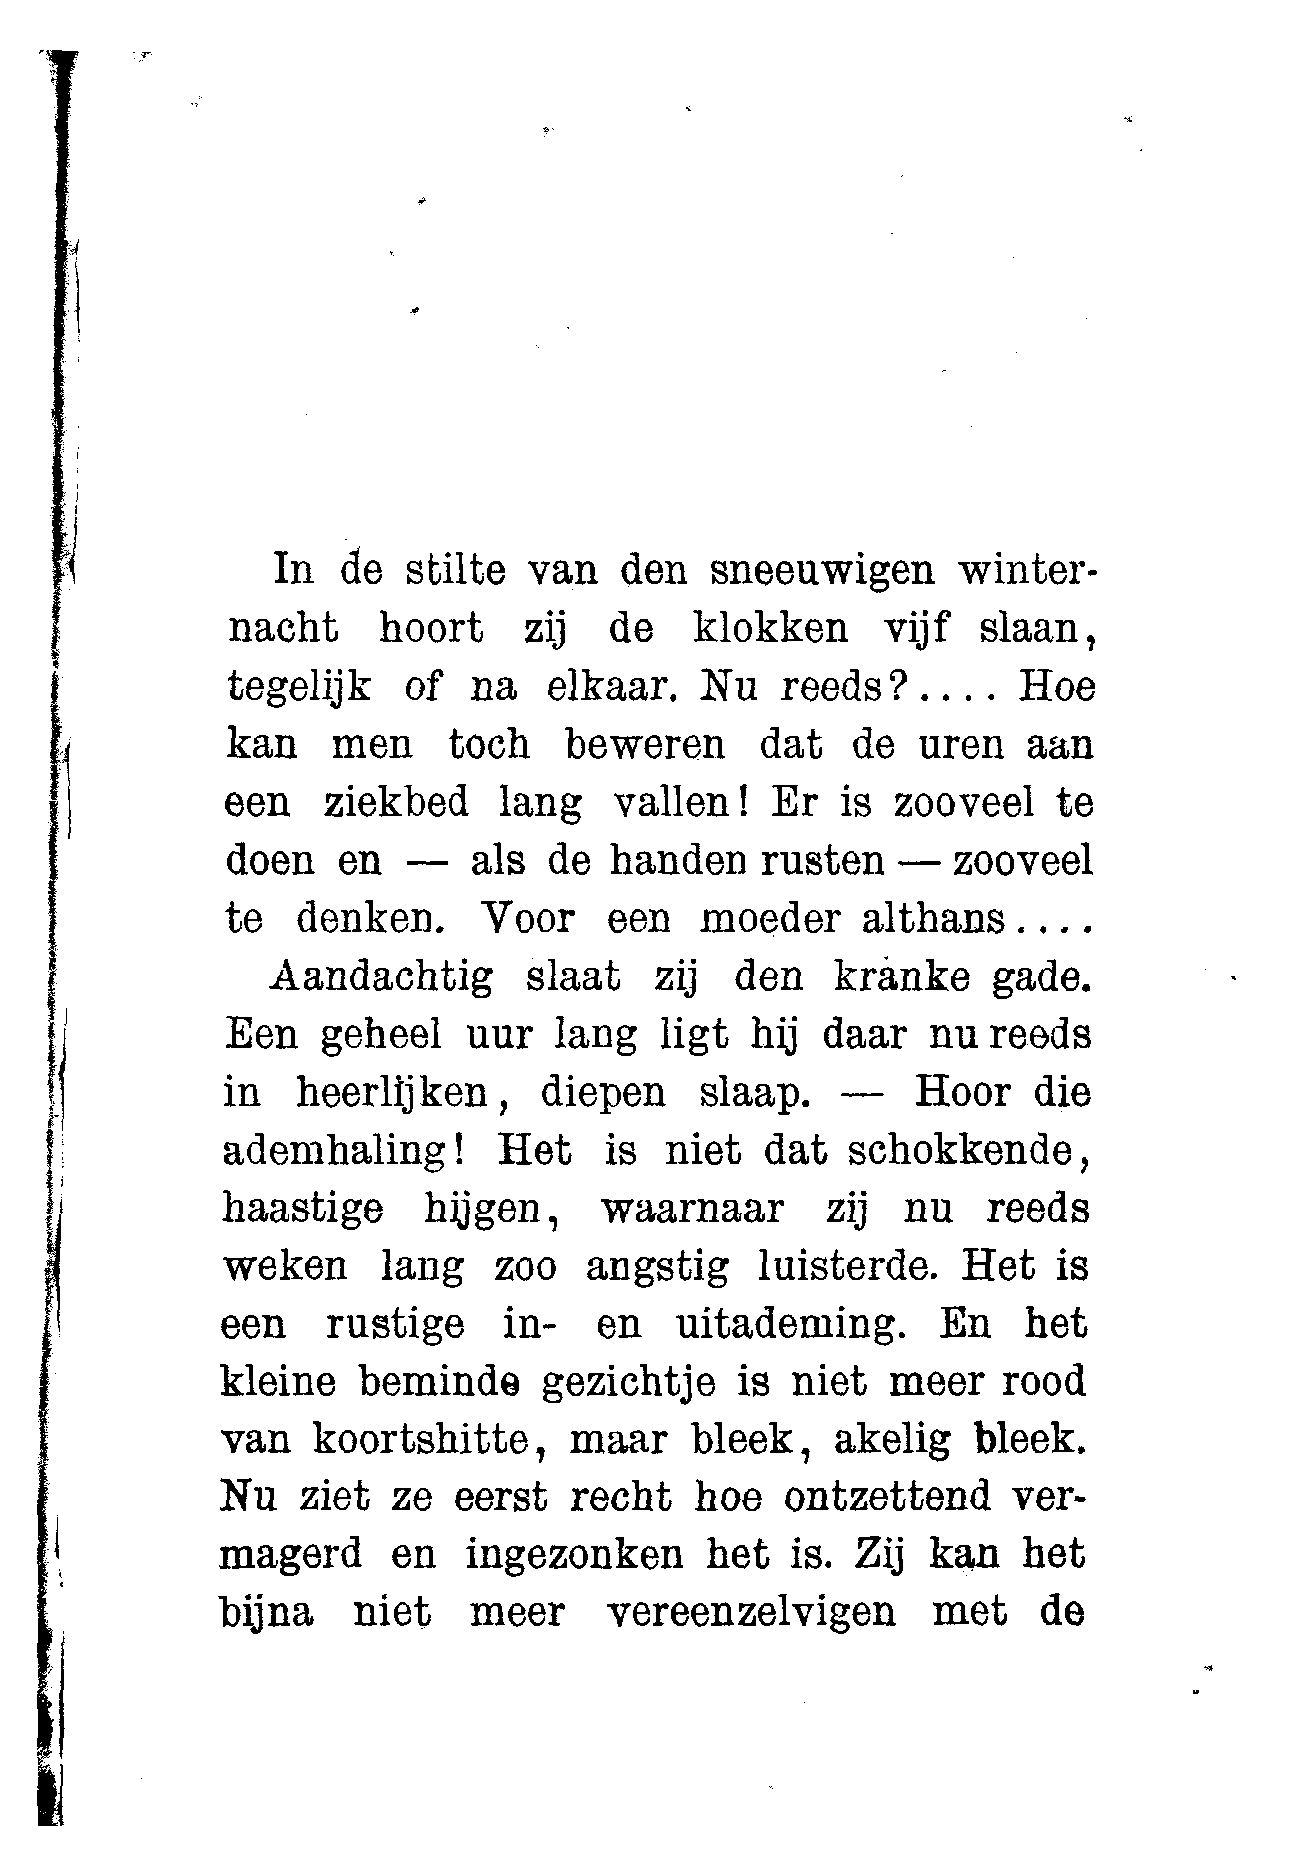 In de stilte van den sneeuwigen winter-
nacht hoort zij de klokken vijf slaan,
tegelijk of na elkaar. Nu reeds?.... Hoe
kan men toch beweren dat de uren aan
een ziekbed lang vallen! Er is zooveel te
doen en — als de handen rusten — zooveel
te denken. Voor een moeder althans....
Aandachtig slaat zij den kranke gade.
Een geheel uur lang ligt hij daar nu reeds
in heerlijken, diepen slaap. — Hoor die
ademhaling! Het is niet dat schokkende,
haastige hijgen, waarnaar zij nu reeds
weken lang zoo angstig luisterde. Het is
een rustige in- en uitademing. En het
kleine beminde gezichtje is niet meer rood
van koortshitte, maar bleek, akelig bleek.
Nu ziet ze eerst recht hoe ontzettend ver-
magerd en ingezonken het is. Zij kan het
bijna niet meer vereenzelvigen met de